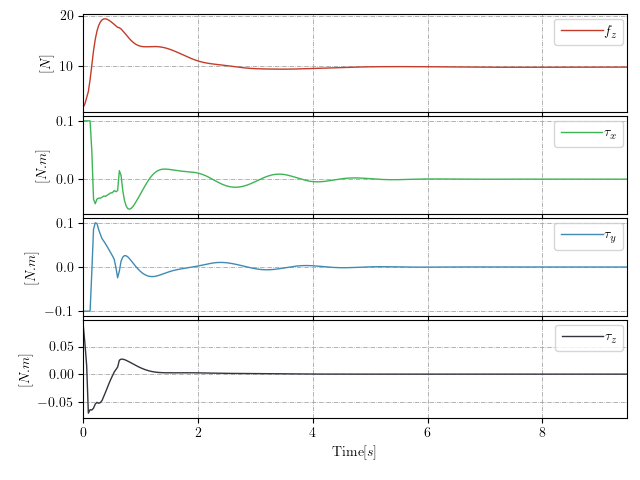 20
10
[N]
f_z
0.1
0.0
[N.m]
τ_x
0.1
0.0
−0.1
[N.m]
τ_y
0.05
0.00
−0.05
[N.m]
τ_z
0 2 4 6 8
Time[s]